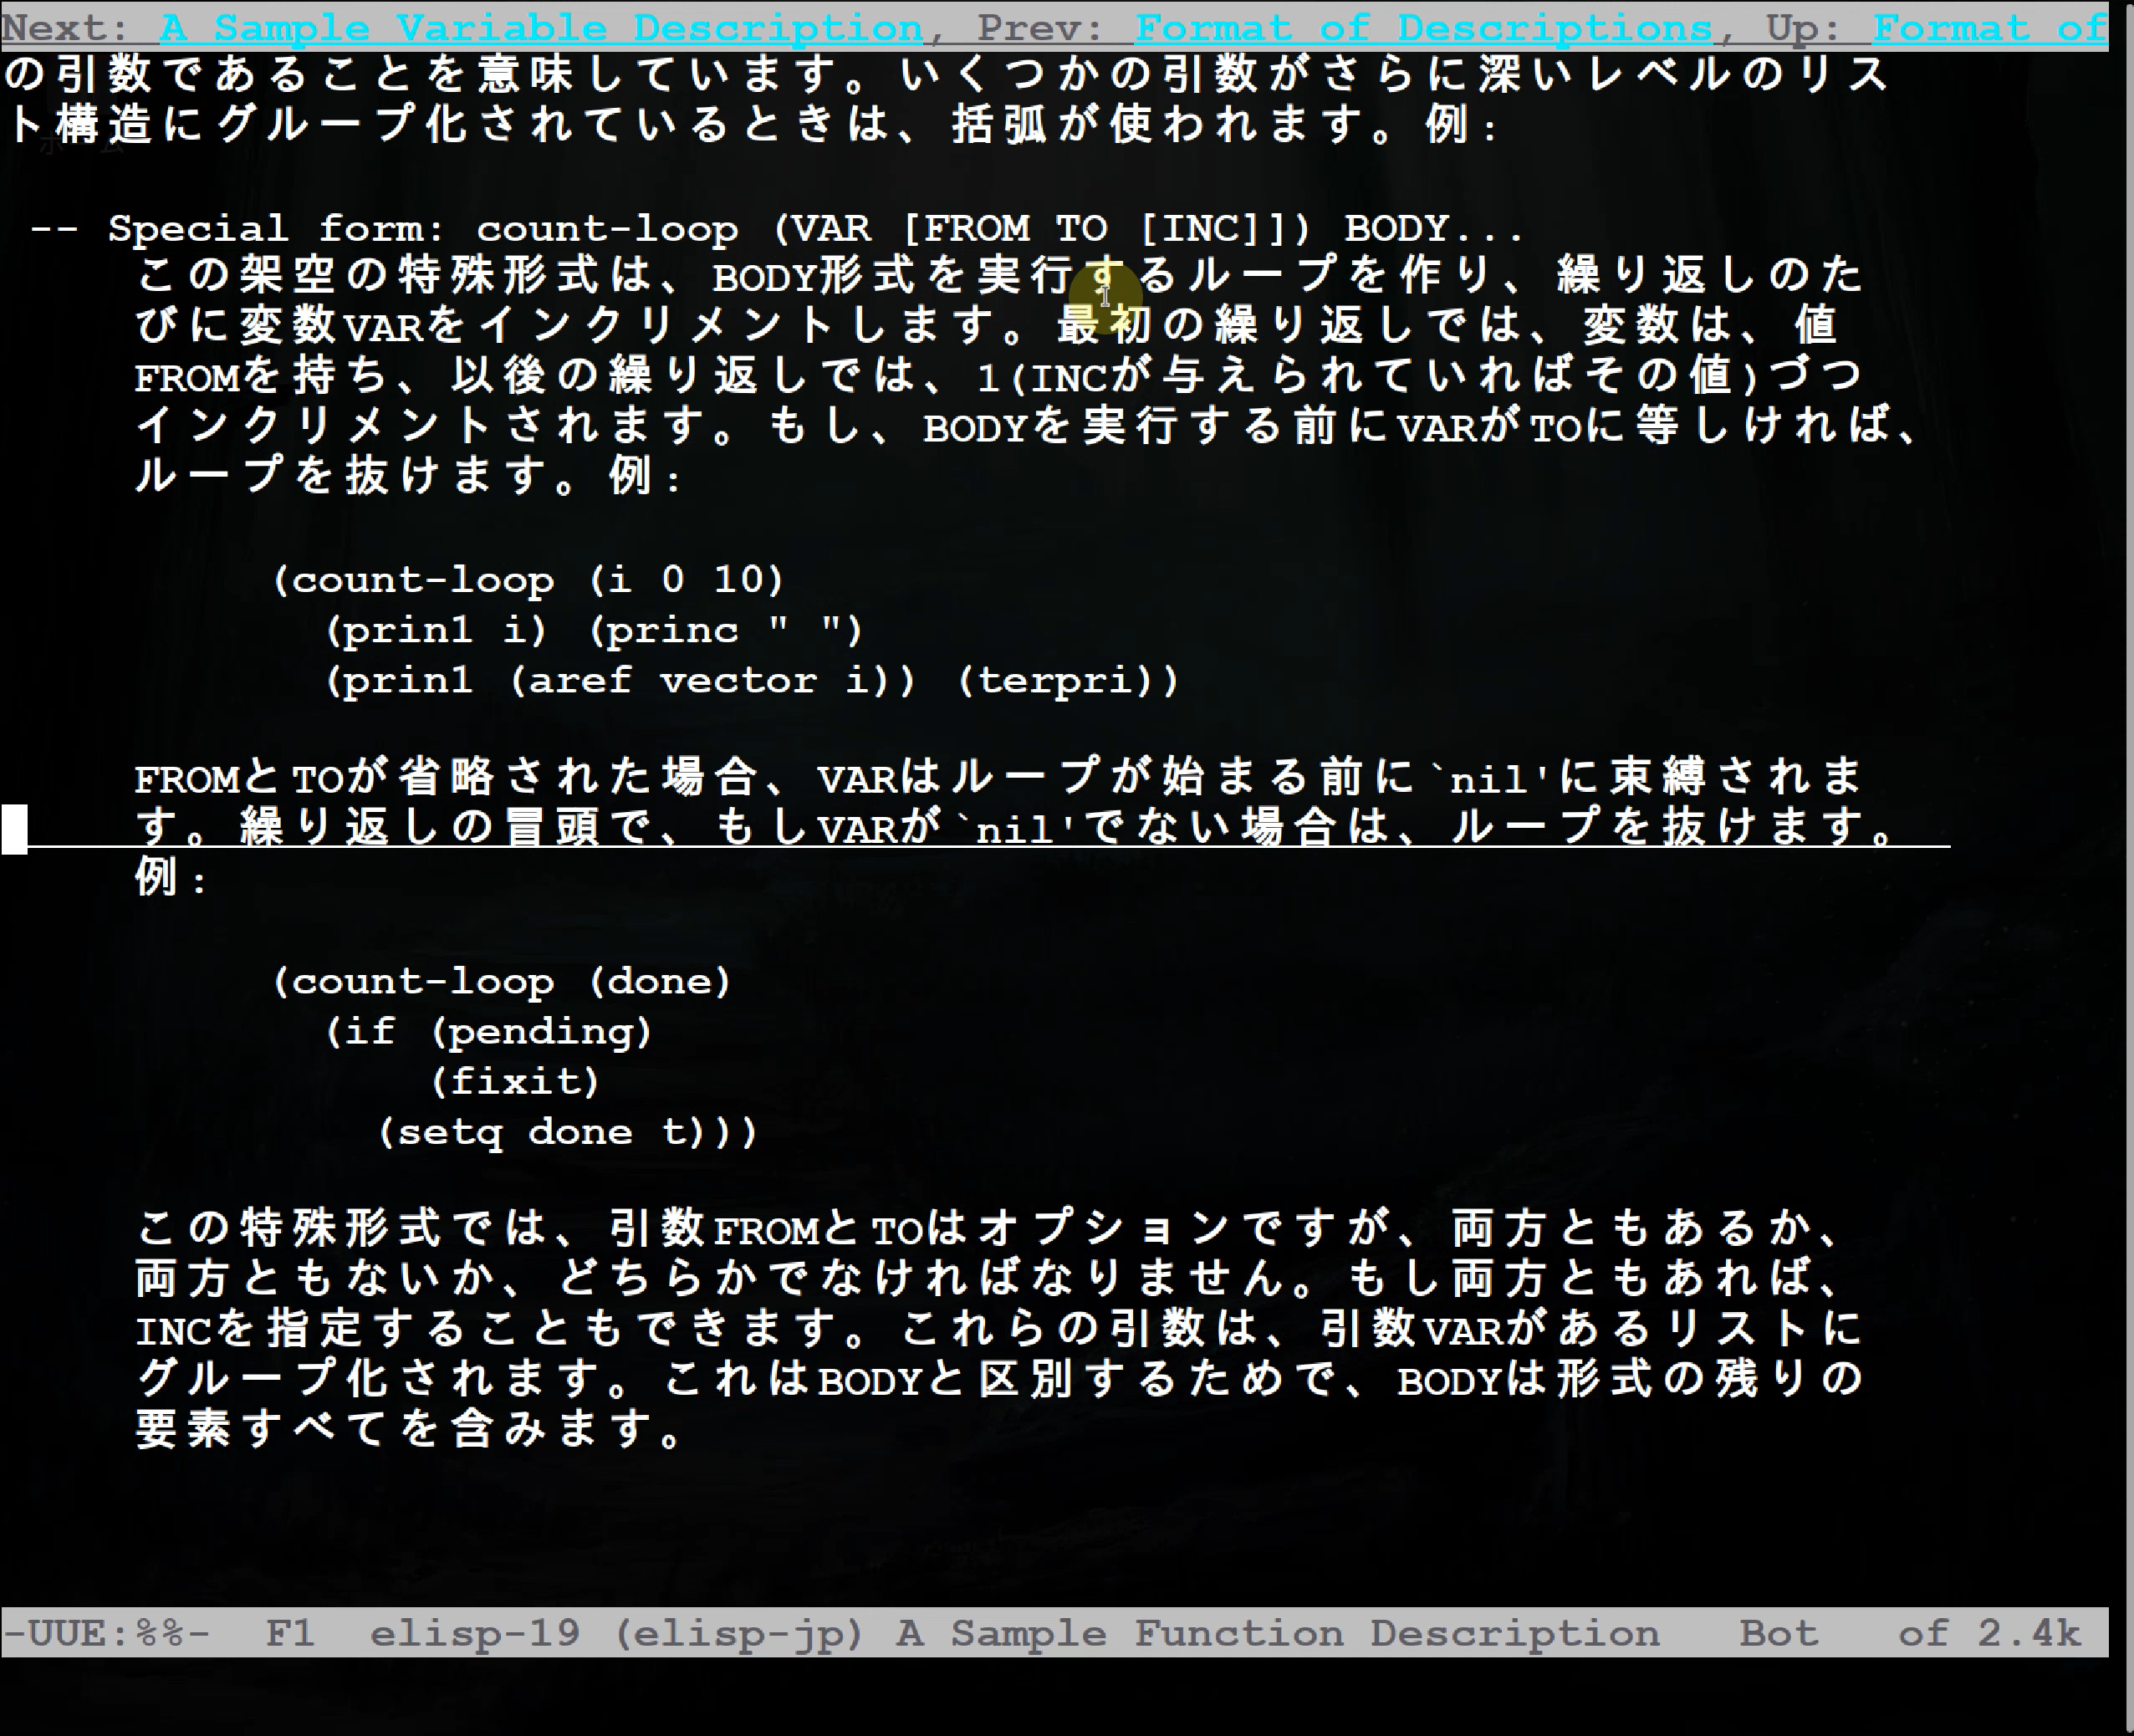 Next: A Sample Variable Description, Prev: Format of Descriptions, Up: Format of
の引数であることを意味しています。いくつかの引数がさらに深いレベルのリス
ト構造にグループ化されているときは、括弧が使われます。例:
-- Special form: count-loop (VAR [FROM TO [INC]]) BODY...
この架空の特殊形式は、BODY形式を実行するループを作り、繰り返しのた
びに変数VARをインクリメントします。最初の繰り返しでは、変数は、値
FROMを持ち、以後の繰り返しでは、1(INCが与えられていればその値)づつ
インクリメントされます。もし、BODYを実行する前にVARがTOに等しければ、
ループを抜けます。例:
(count-loop (i 0 10)
(prin1 i) (princ " ")
(prin1 (aref vector i)) (terpri))
FROMとTOが省略された場合、VARはループが始まる前に`nil'に束縛されま
す。繰り返しの冒頭で、もしVARが`nil'でない場合は、ループを抜けます。
例:
(count-loop (done)
(if (pending)
(fixit)
(setq done t)))
この特殊形式では、引数FROMとTOはオプションですが、両方ともあるか、
両方ともないか、どちらかでなければなりません。もし両方ともあれば、
INCを指定することもできます。これらの引数は、引数VARがあるリストに
グループ化されます。これはBODYと区別するためで、BODYは形式の残りの
要素すべてを含みます。
-UUE:%%-  F1  elisp-19 (elisp-jp) A Sample Function Description   Bot   of 2.4k